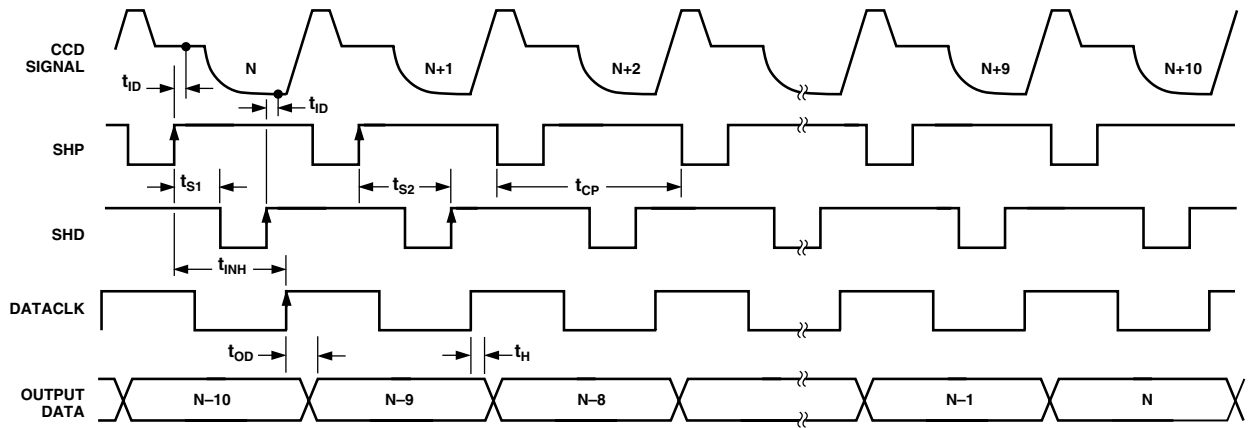 CCD
SIGNAL
N
N+1
N+2
N+9
N+10
tID
tID
SHP
tS1
tS2
tCP
SHD
tINH
DATACLK
tOD
tH
OUTPUT
DATA
N–10
N–9
N–8
N–1
N